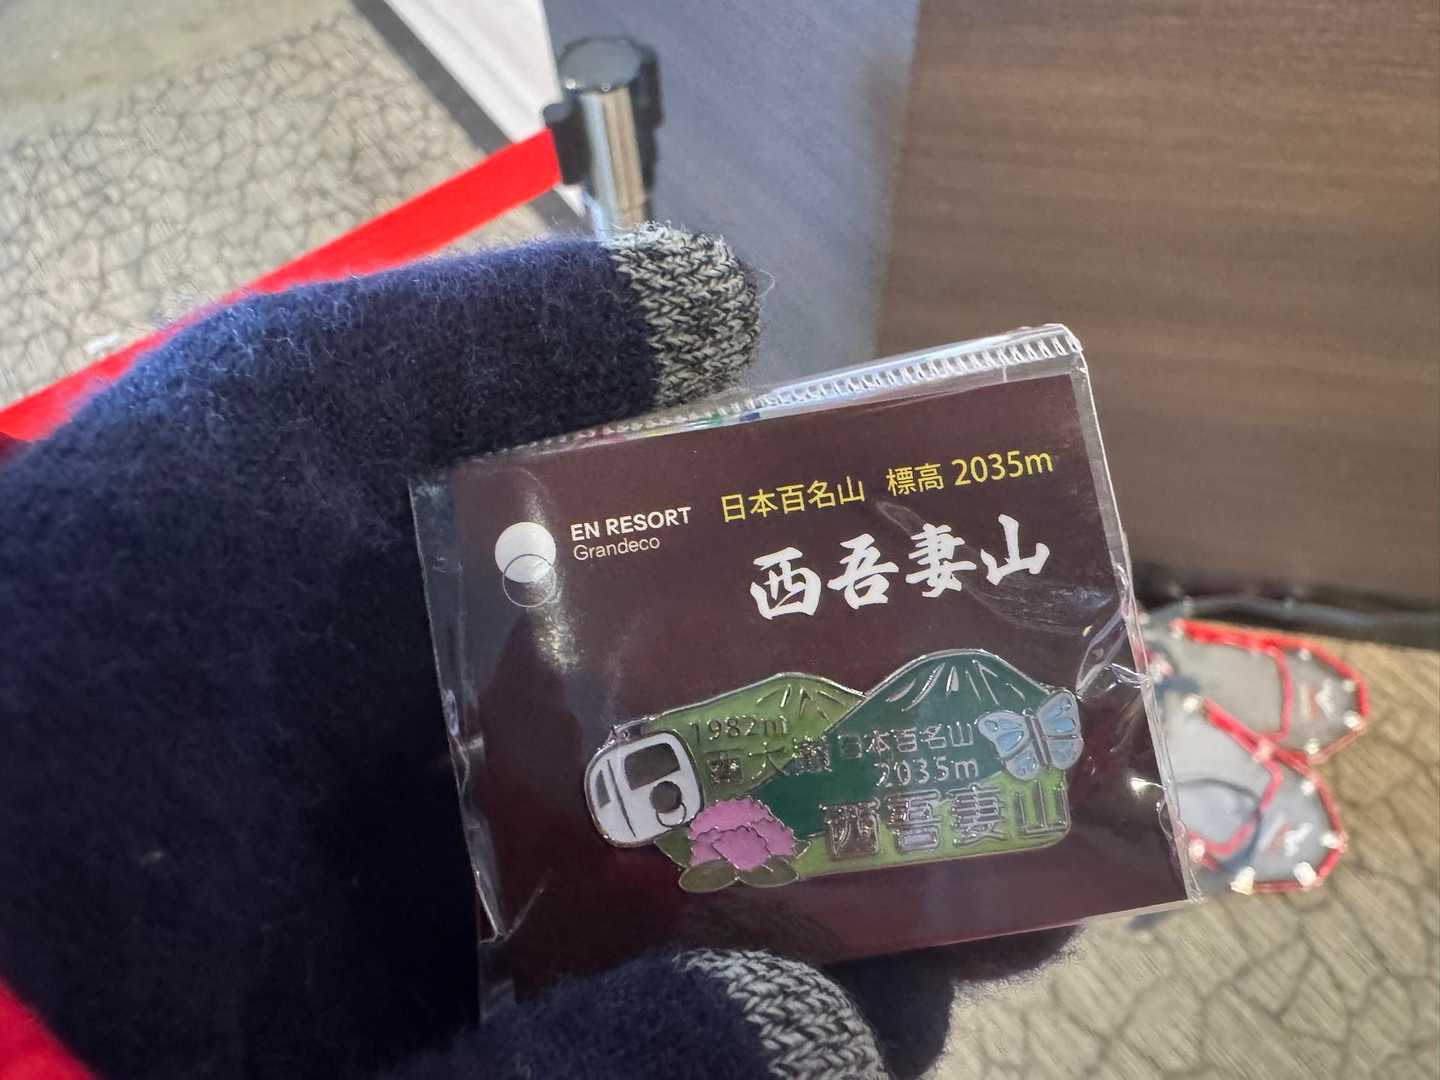 EN RESORT
Grandeco
日本百名山 標高 2035m
西吾妻山
1982m
西大巓
日本百名山
2035m
西吾妻山